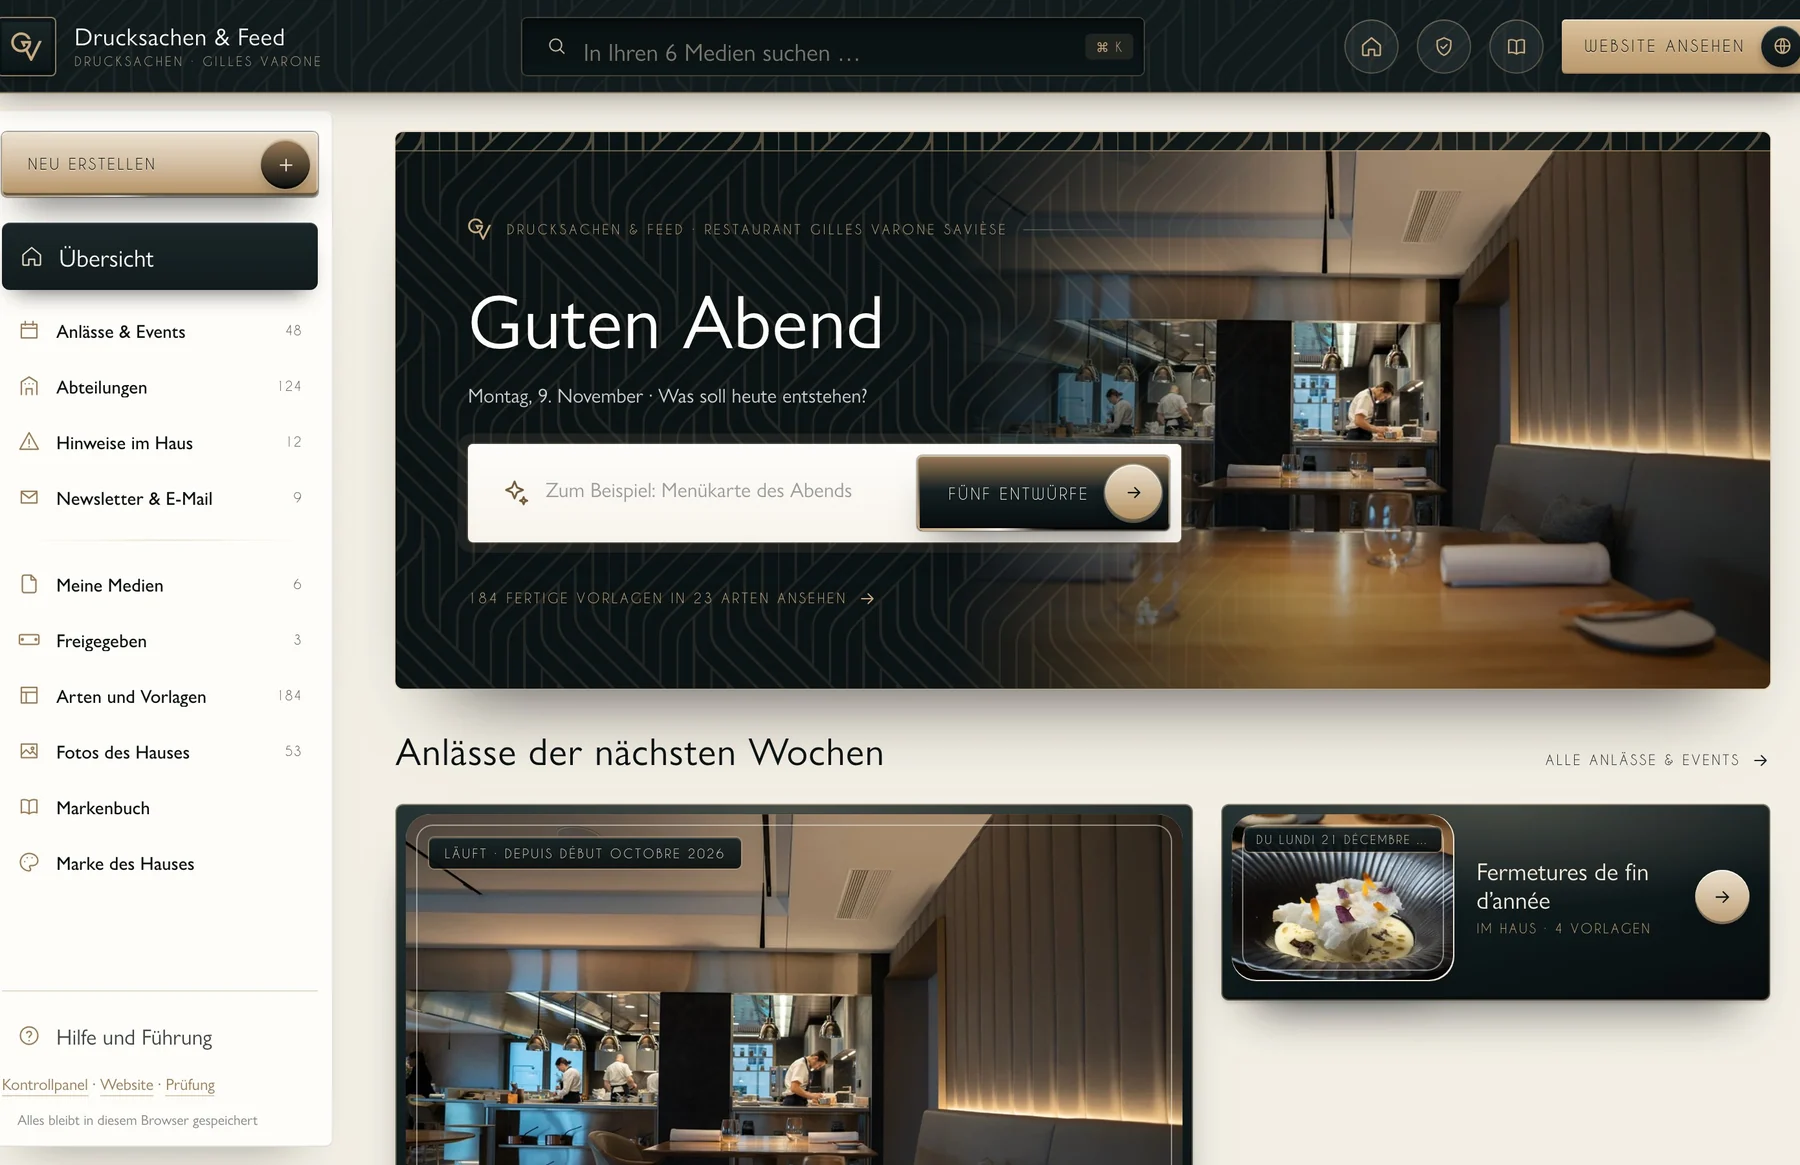 GV
Drucksachen & Feed
DRUCKSACHEN · GILLES VARONE
In Ihren 6 Medien suchen …
⌘ K
WEBSITE ANSEHEN
NEU ERSTELLEN
Übersicht
Anlässe & Events 48
Abteilungen 124
Hinweise im Haus 12
Newsletter & E-Mail 9
Meine Medien 6
Freigegeben 3
Arten und Vorlagen 184
Fotos des Hauses 53
Markenbuch
Marke des Hauses
Hilfe und Führung
Kontrollpanel · Website · Prüfung
Alles bleibt in diesem Browser gespeichert
GV DRUCKSACHEN & FEED · RESTAURANT GILLES VARONE SAVIÈSE
Guten Abend
Montag, 9. November · Was soll heute entstehen?
Zum Beispiel: Menükarte des Abends
FÜNF ENTWÜRFE
184 FERTIGE VORLAGEN IN 23 ARTEN ANSEHEN
Anlässe der nächsten Wochen
ALLE ANLÄSSE & EVENTS
LÄUFT · DEPUIS DÉBUT OCTOBRE 2026
DU LUNDI 21 DÉCEMBRE …
Fermetures de fin
d’année
IM HAUS · 4 VORLAGEN